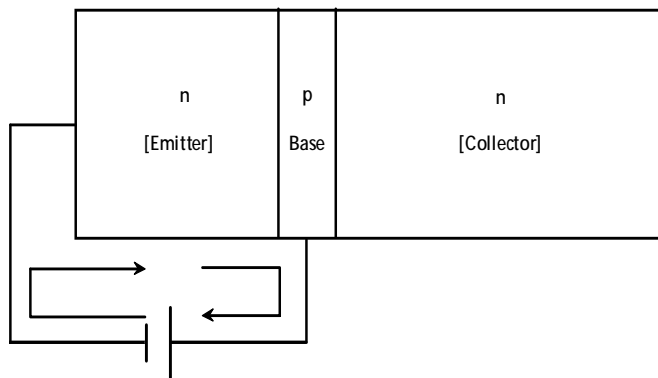 n
[Emitter]
p
Base
n
[Collector]